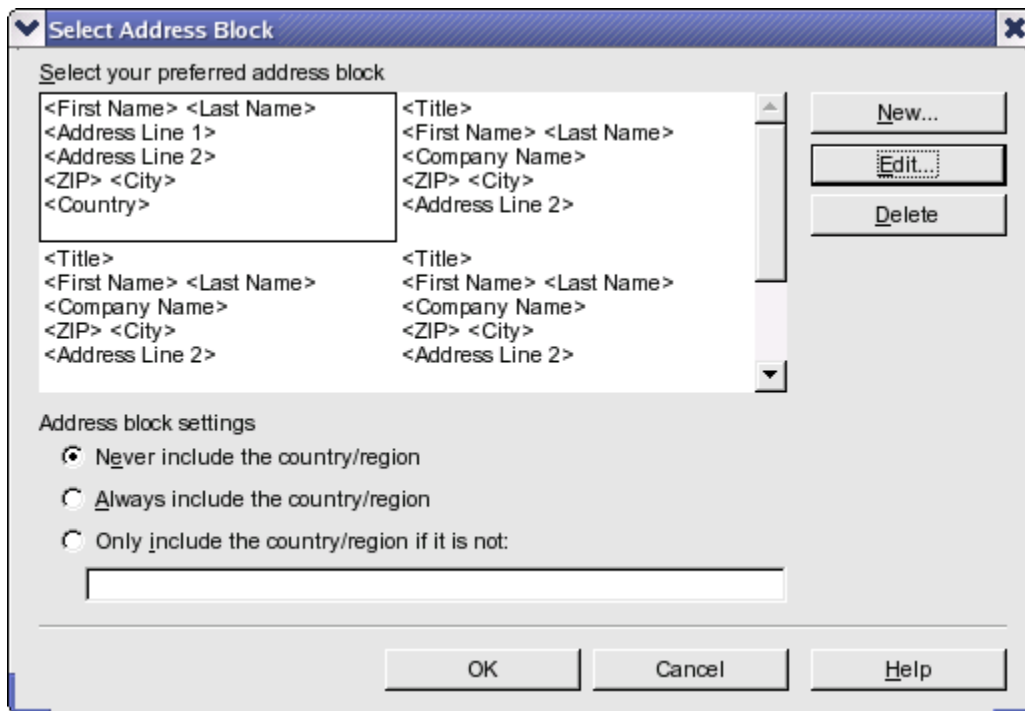 Select Address Block
Select your preferred address block
<First Name> <Last Name>
<Address Line 1>
<Address Line 2>
<ZIP> <City>
<Country>
<Title>
<First Name> <Last Name>
<Company Name>
<ZIP> <City>
<Address Line 2>
<Title>
<First Name> <Last Name>
<Company Name>
<ZIP> <City>
<Address Line 2>
<Title>
<First Name> <Last Name>
<Company Name>
<ZIP> <City>
<Address Line 2>
New...
Edit...
Delete
Address block settings
Never include the country/region
Always include the country/region
Only include the country/region if it is not:
OK
Cancel
Help